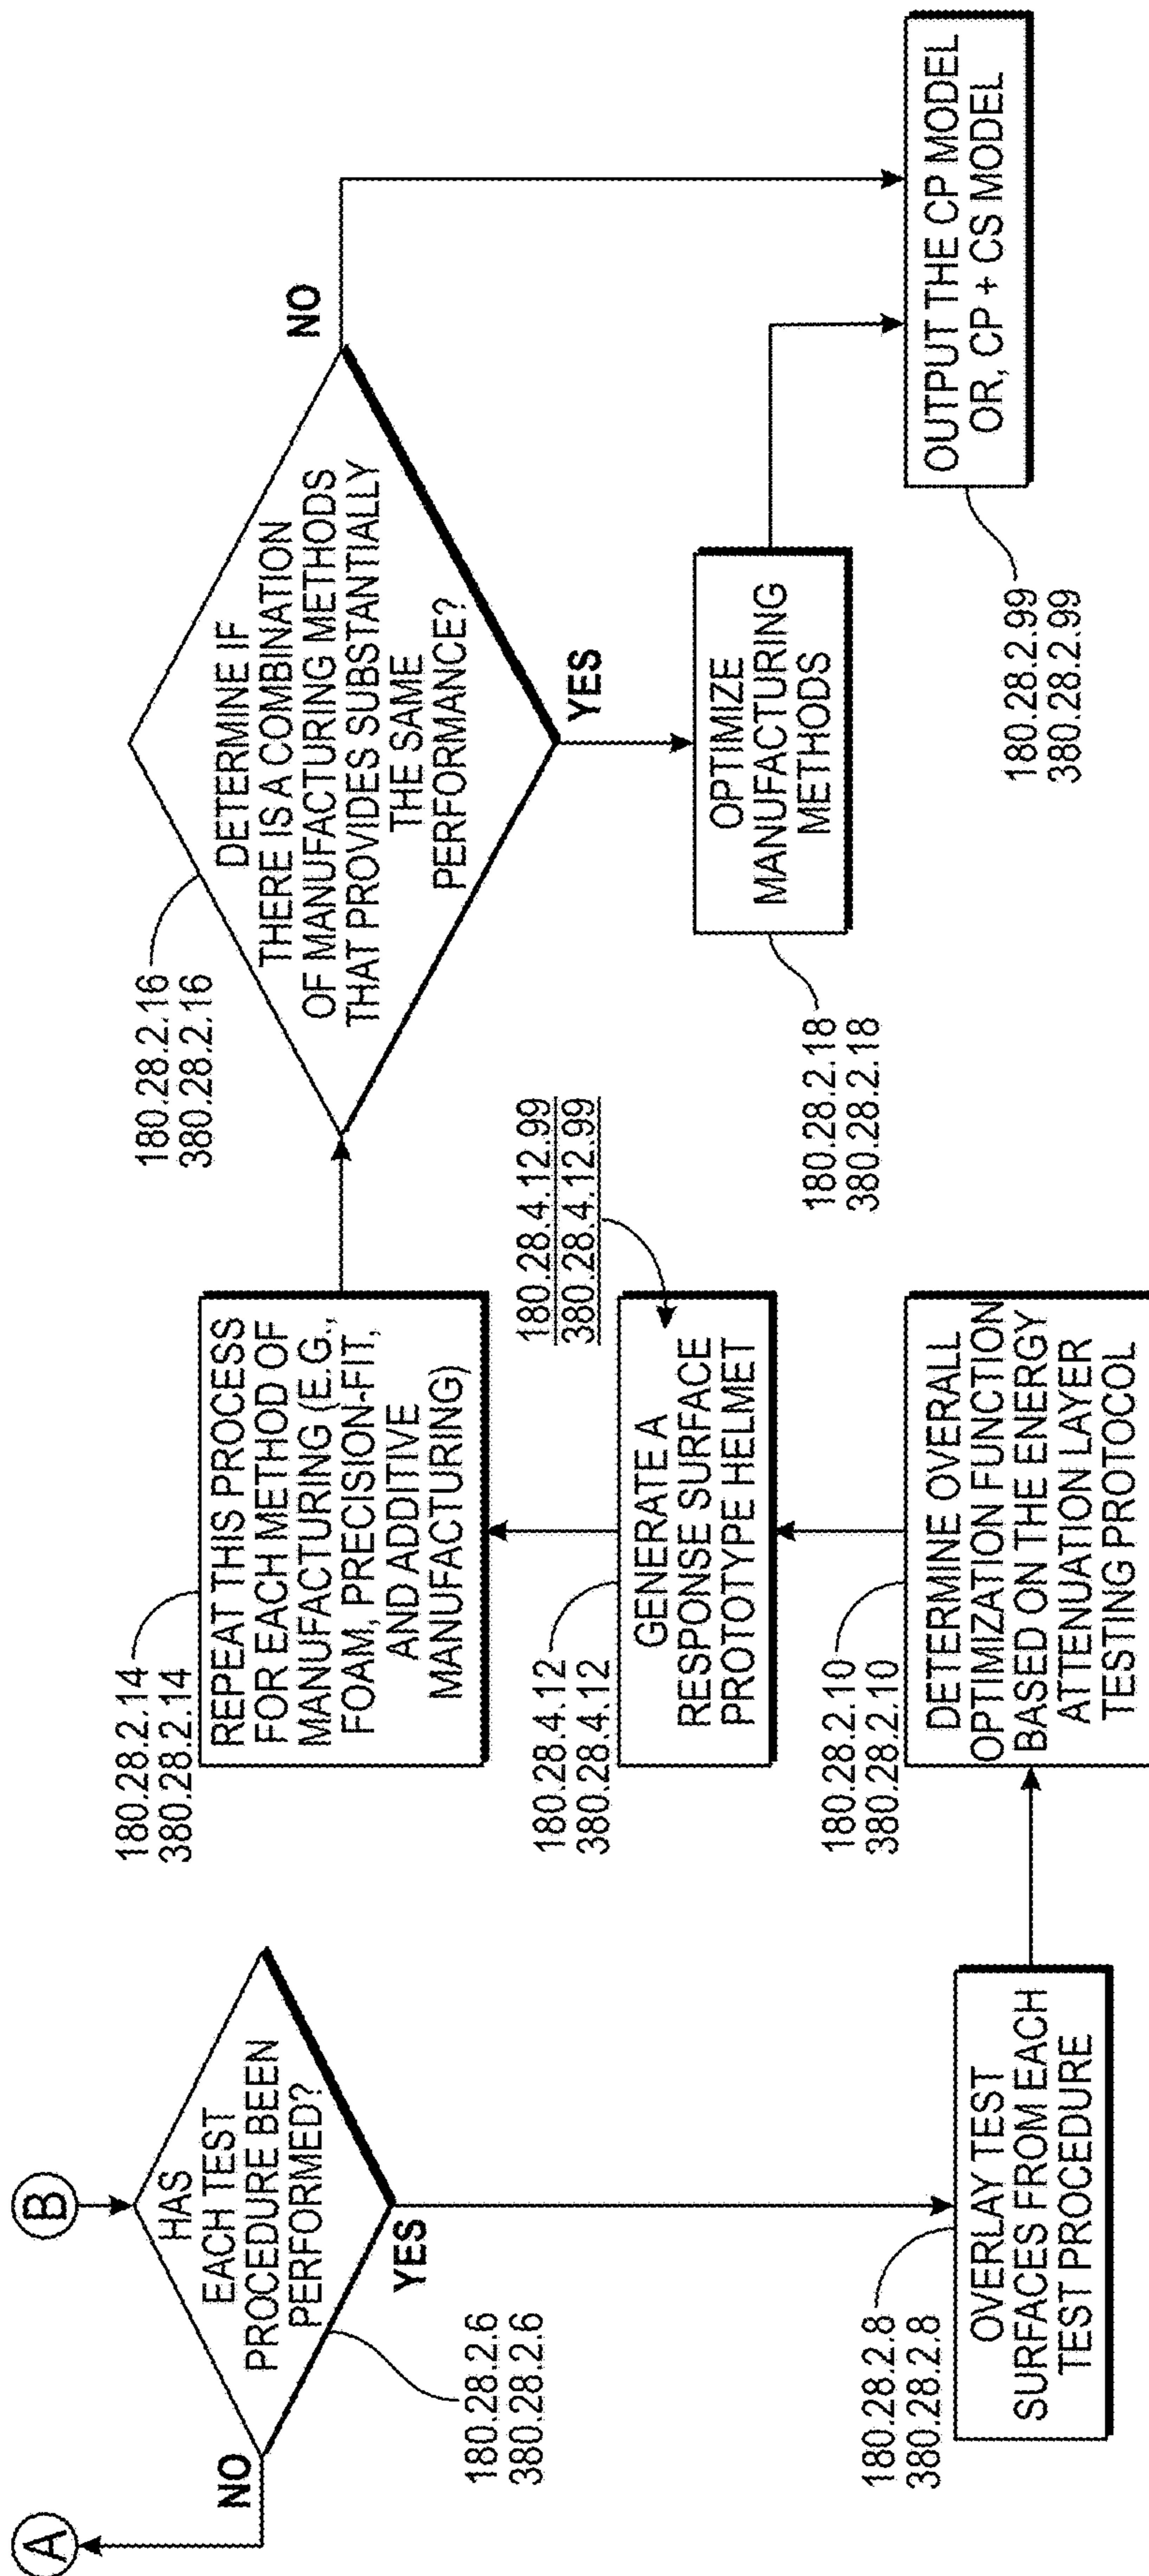 A
B
NO
HAS
EACH TEST
PROCEDURE BEEN
PERFORMED?
YES
180.28.2.6
380.28.2.6
180.28.2.8
380.28.2.8
OVERLAY TEST
SURFACES FROM EACH
TEST PROCEDURE
180.28.2.10
380.28.2.10
DETERMINE OVERALL
OPTIMIZATION FUNCTION
BASED ON THE ENERGY
ATTENUATION LAYER
TESTING PROTOCOL
180.28.4.12
380.28.4.12
GENERATE A
RESPONSE SURFACE
PROTOTYPE HELMET
180.28.4.12.99
380.28.4.12.99
180.28.2.14
380.28.2.14
REPEAT THIS PROCESS
FOR EACH METHOD OF
MANUFACTURING (E.G.,
FOAM, PRECISION-FIT,
AND ADDITIVE
MANUFACTURING)
180.28.2.16
380.28.2.16
DETERMINE IF
THERE IS A COMBINATION
OF MANUFACTURING METHODS
THAT PROVIDES SUBSTANTIALLY
THE SAME
PERFORMANCE?
NO
YES
180.28.2.18
380.28.2.18
OPTIMIZE
MANUFACTURING
METHODS
180.28.2.99
380.28.2.99
OUTPUT THE CP MODEL
OR, CP + CS MODEL